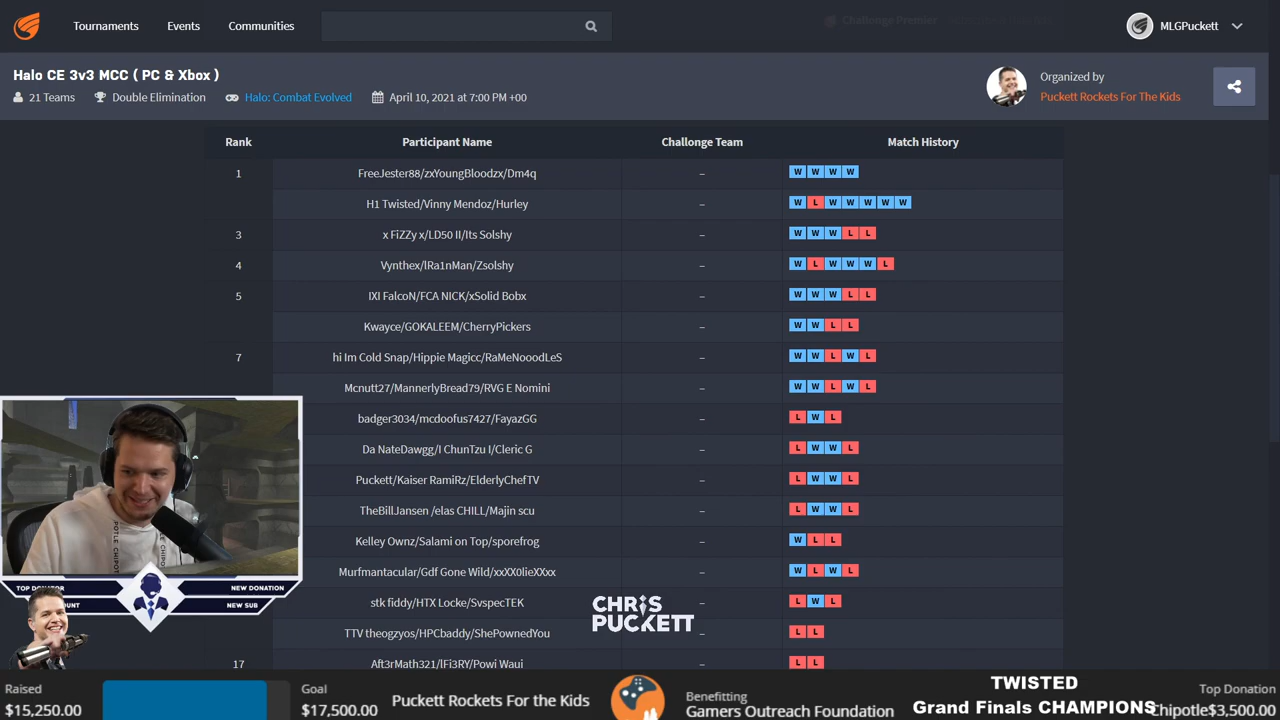 Tournaments Events Communities
Challonge Premier
MLGPuckett
Halo CE 3v3 MCC ( PC & Xbox )
21 Teams Double Elimination Halo: Combat Evolved April 10, 2021 at 7:00 PM +00
Organized by
Puckett Rockets For The Kids
Rank Participant Name Challonge Team Match History
1 FreeJester88/zxYoungBloodzx/Dm4q – W W W W
H1 Twisted/Vinny Mendoz/Hurley – W L W W W W W
3 x FiZZy x/LD50 II/Its Solshy – W W W L L
4 Vynthex/lRa1nMan/Zsolshy – W L W W W L
5 IXI FalcoN/FCA NICK/xSolid Bobx – W W W L L
Kwayce/GOKALEEM/CherryPickers – W W L L
7 hi Im Cold Snap/Hippie Magicc/RaMeNooodLeS – W W L W L
Mcnutt27/MannerlyBread79/RVG E Nomini – W W L W L
badger3034/mcdoofus7427/FayazGG – L W L
Da NateDawgg/I ChunTzu I/Cleric G – L W W L
Puckett/Kaiser RamiRz/ElderlyChefTV – L W W L
TheBillJansen /elas CHILL/Majin scu – L W W L
Kelley Ownz/Salami on Top/sporefrog – W L L
Murfmantacular/Gdf Gone Wild/xxXX0lieXXxx – W L W L
stk fiddy/HTX Locke/SvspecTEK – L W L
TTV theogzyos/HPCbaddy/ShePownedYou – L L
17 Aft3rMath321/lFi3RY/Powi Waui – L L
POTLE CHIPOTLE
TOP DONATOR NEW DONATION
OUNT NEW SUB
CHRIS
PUCKETT
Raised
$15,250.00
Goal
$17,500.00
Puckett Rockets For the Kids
Benefitting
Gamers Outreach Foundation
TWISTED
Grand Finals CHAMPIONS
Top Donation
Chipotle$3,500.00